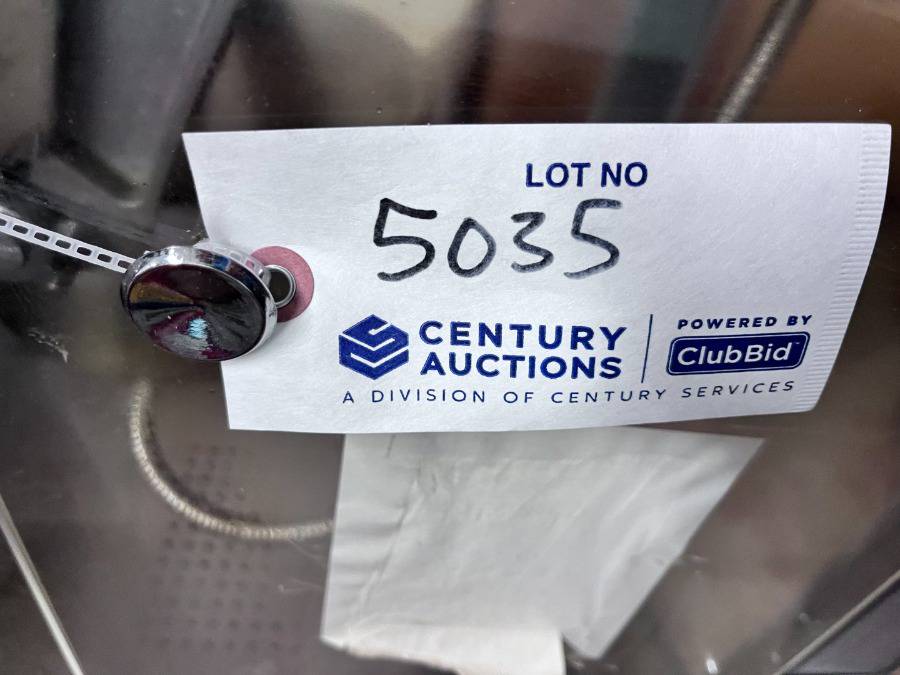 LOT NO
5035
CENTURY
AUCTIONS
A DIVISION OF CENTURY SERVICES
POWERED BY
ClubBid